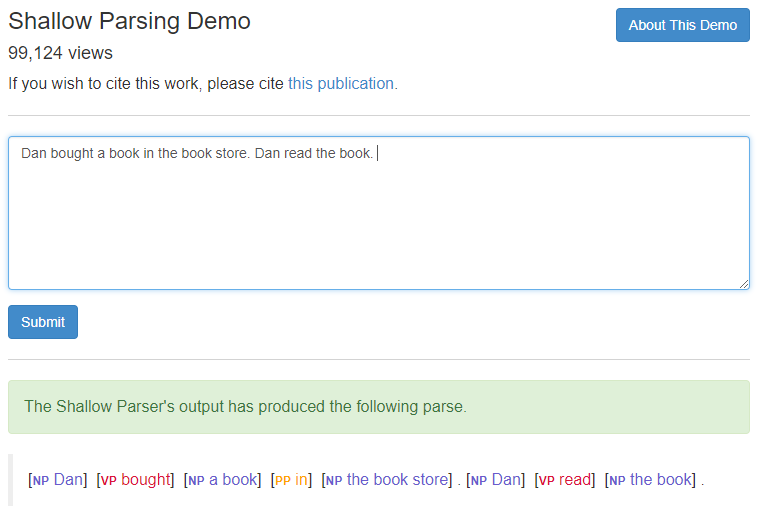 Shallow Parsing Demo
About This Demo
99,124 views
If you wish to cite this work, please cite this publication.
Dan bought a book in the book store. Dan read the book.
Submit
The Shallow Parser's output has produced the following parse.
[NP Dan] [VP bought] [NP a book] [PP in] [NP the book store] . [NP Dan] [VP read] [NP the book] .